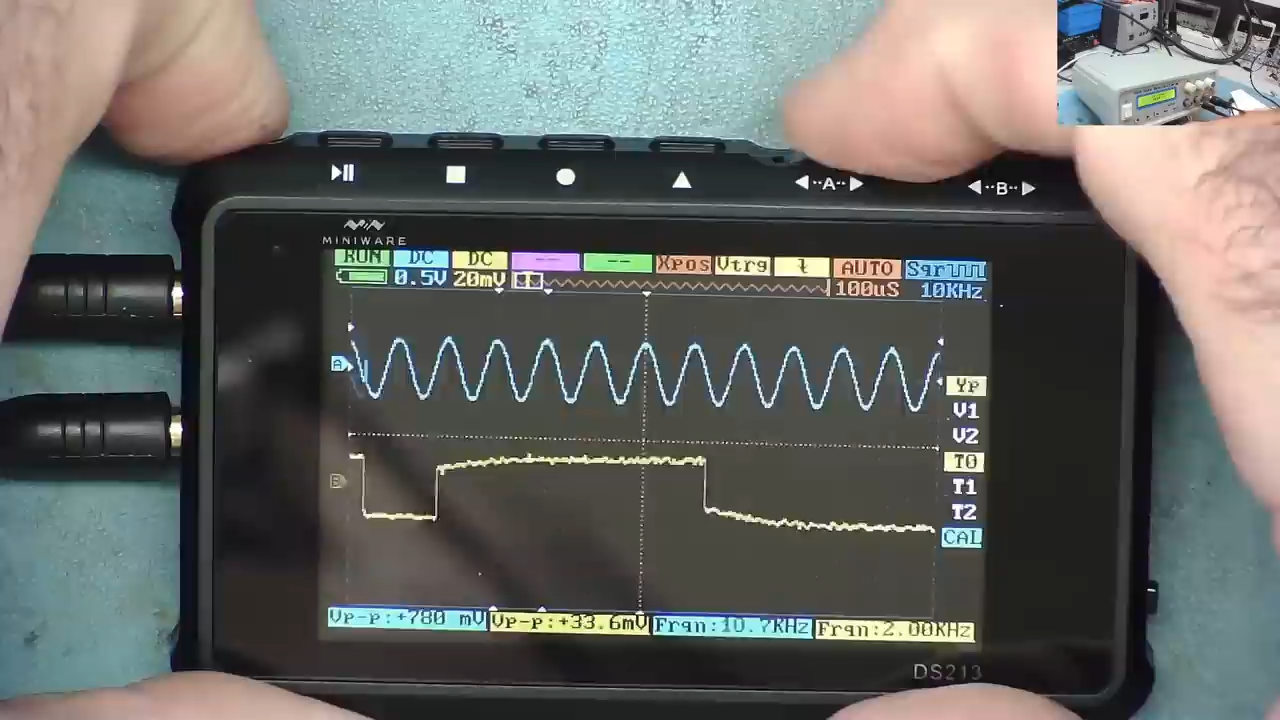 ··A·· ··B··
MINIWARE
RUN DC DC -- -- Xpos Vtrg AUTO Sqr
0.5V 20mV 100uS 10KHz
A
Yp
V1
V2
T0
B
T1
T2
CAL
Vp-p:+780 mV Vp-p:+33.6mV Frqn:10.7KHz Frqn:2.00KHz
DS213